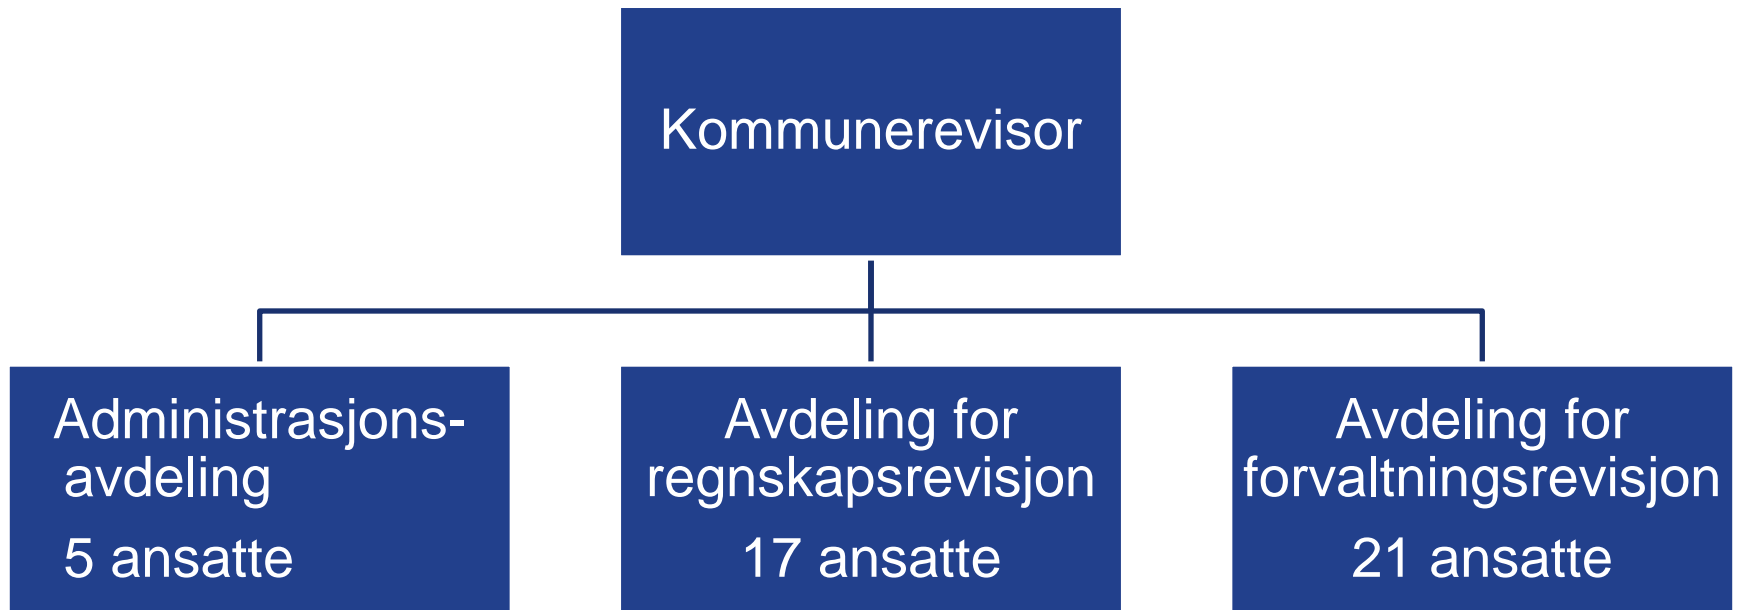 Kommunerevisor
Administrasjons-
avdeling
5 ansatte
Avdeling for
regnskapsrevisjon
17 ansatte
Avdeling for
forvaltningsrevisjon
21 ansatte